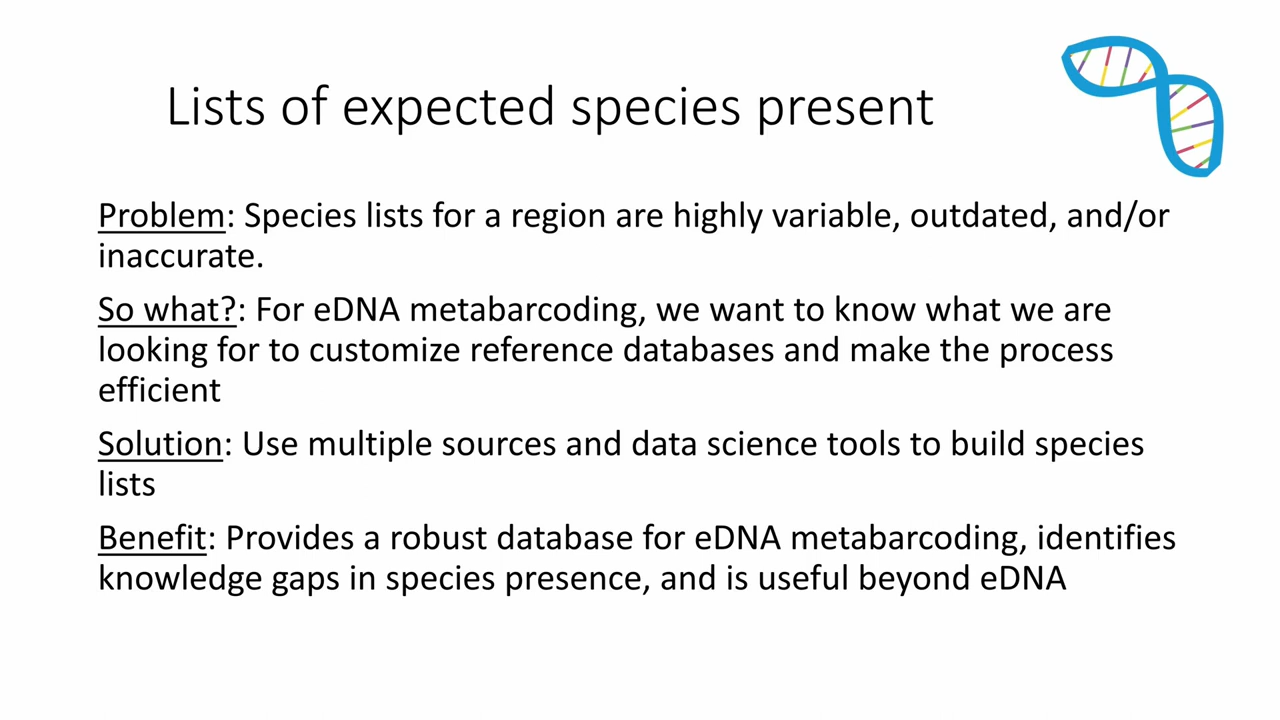 Lists of expected species present
Problem: Species lists for a region are highly variable, outdated, and/or
inaccurate.
So what?: For eDNA metabarcoding, we want to know what we are
looking for to customize reference databases and make the process
efficient
Solution: Use multiple sources and data science tools to build species
lists
Benefit: Provides a robust database for eDNA metabarcoding, identifies
knowledge gaps in species presence, and is useful beyond eDNA